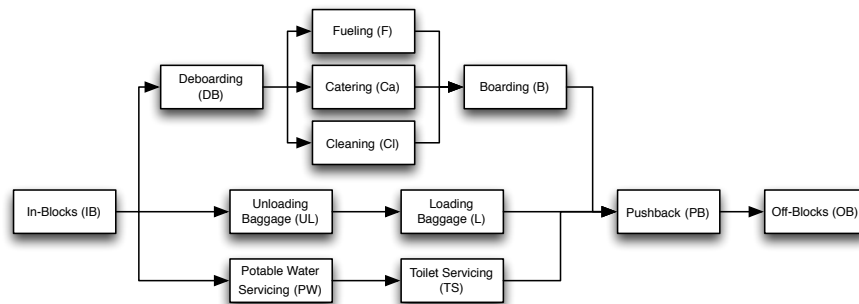 Fueling (F)
Deboarding
(DB)
Catering (Ca)
Boarding (B)
Cleaning (Cl)
In-Blocks (IB)
Unloading
Baggage (UL)
Loading
Baggage (L)
Pushback (PB)
Off-Blocks (OB)
Potable Water
Servicing (PW)
Toilet Servicing
(TS)